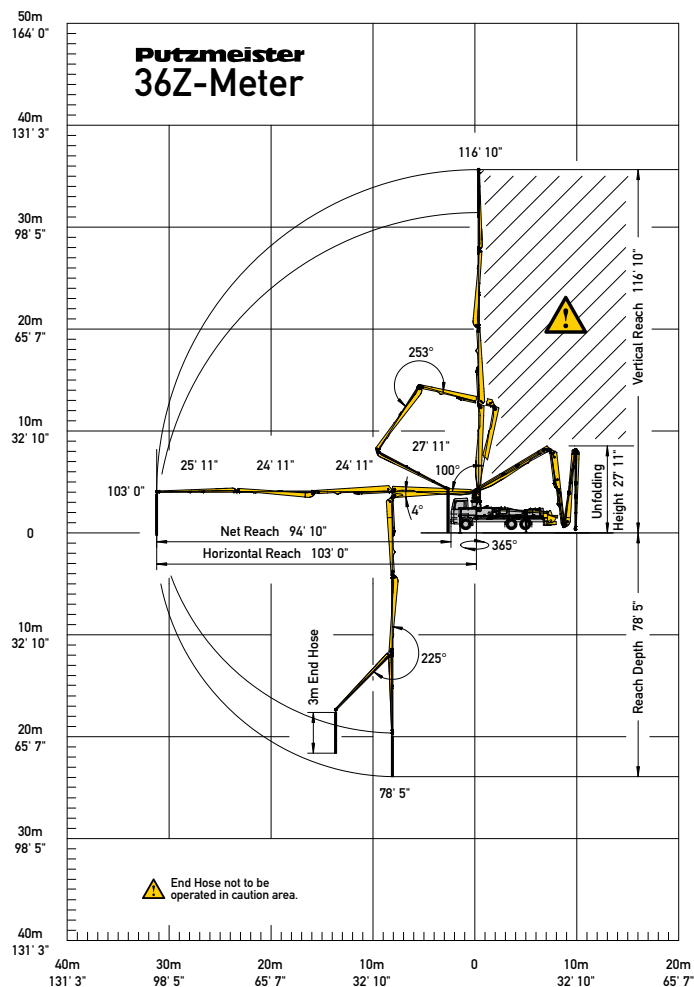 50m
164' 0"
Putzmeister
36Z-Meter
40m
131' 3"
116' 10"
30m
98' 5"
Vertical Reach 116' 10"
20m
65' 7"
253°
10m
32' 10"
27' 11"
25' 11" 24' 11" 24' 11"
100°
103' 0"
4°
Unfolding
Height 27' 11"
0
Net Reach 94' 10"
365°
Horizontal Reach 103' 0"
10m
32' 10"
3m End Hose
225°
Reach Depth 78' 5"
20m
65' 7"
78' 5"
30m
98' 5"
End Hose not to be
operated in caution area.
40m
131' 3"
40m 30m 20m 10m 0 10m 20m
131' 3" 98' 5" 65' 7" 32' 10" 32' 10" 65' 7"